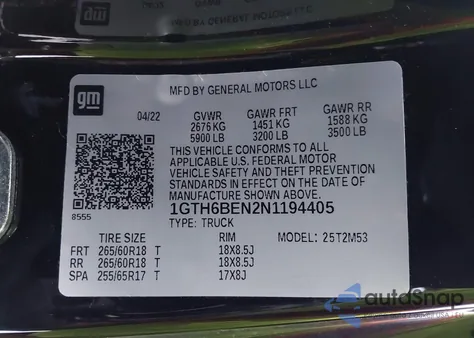 gm
MFD BY GENERAL MOTORS LLC
04/22 GVWR GAWR FRT GAWR RR
2676 KG 1451 KG 1588 KG
5900 LB 3200 LB 3500 LB
THIS VEHICLE CONFORMS TO ALL
APPLICABLE U.S. FEDERAL MOTOR
VEHICLE SAFETY AND THEFT PREVENTION
STANDARDS IN EFFECT ON THE DATE OF
MANUFACTURE SHOWN ABOVE.
8555
1GTH6BEN2N1194405
TYPE: TRUCK
TIRE SIZE RIM MODEL: 25T2M53
FRT 265/60R18 T 18X8.5J
RR 265/60R18 T 18X8.5J
SPA 255/65R17 T 17X8J
autoSnap